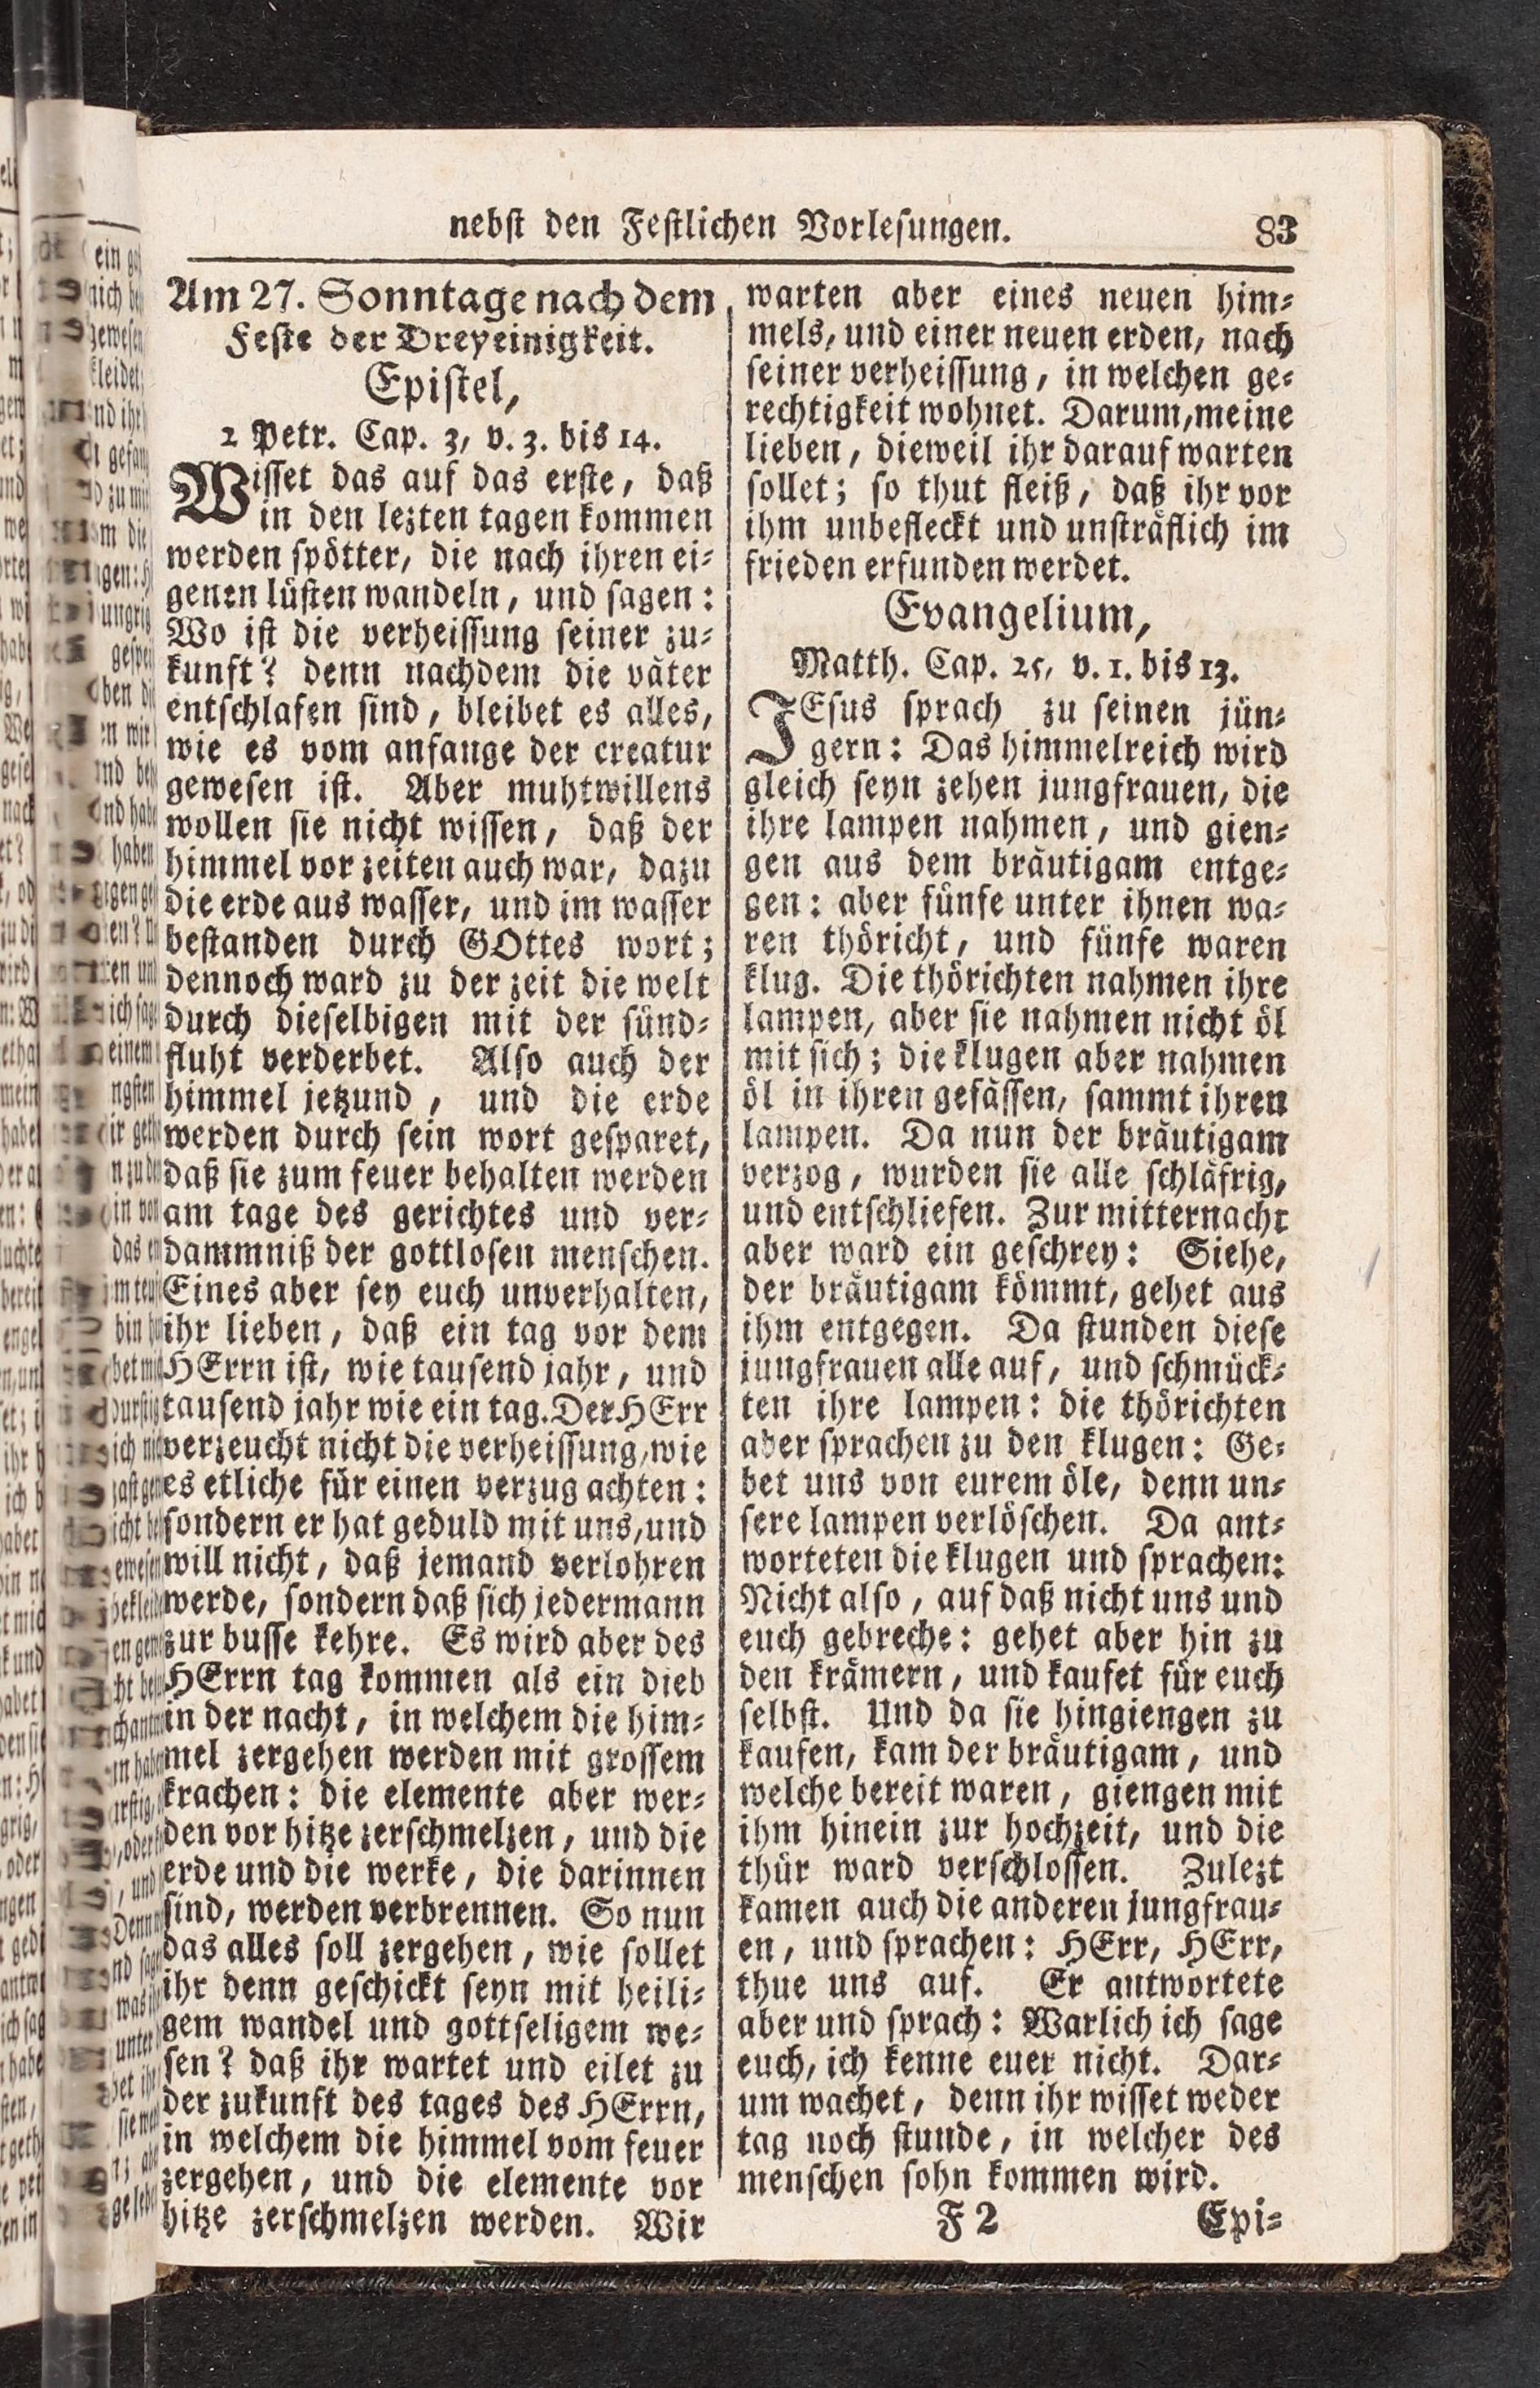 nebst den Festlichen Vorlesungen. 83
Am 27. Sonntage nach dem
Feste der Dreyeinigkeit.
Epistel,
2 Petr. Cap. 3, v. 3. bis 14.
Wisset das auf das erste, daß
in den lezten tagen kommen
werden spötter, die nach ihren ei-
genen lüsten wandeln, und sagen:
Wo ist die verheissung seiner zu-
kunft? denn nachdem die väter
entschlafen sind, bleibet es alles,
wie es vom anfange der creatur
gewesen ist. Aber muhtwillens
wollen sie nicht wissen, daß der
himmel vor zeiten auch war, dazu
die erde aus wasser, und im wasser
bestanden durch GOttes wort;
dennoch ward zu der zeit die welt
durch dieselbigen mit der sünd-
fluht verderbet. Also auch der
himmel jetzund, und die erde
werden durch sein wort gesparet,
daß sie zum feuer behalten werden
am tage des gerichtes und ver-
dammniß der gottlosen menschen.
Eines aber sey euch unverhalten,
ihr lieben, daß ein tag vor dem
HErrn ist, wie tausend jahr, und
tausend jahr wie ein tag. Der HErr
verzeucht nicht die verheissung, wie
es etliche für einen verzug achten:
sondern er hat geduld mit uns, und
will nicht, daß jemand verlohren
werde, sondern daß sich jedermann
zur busse kehre. Es wird aber des
HErrn tag kommen als ein dieb
in der nacht, in welchem die him-
mel zergehen werden mit grossem
krachen: die elemente aber wer-
den vor hitze zerschmelzen, und die
erde und die werke, die darinnen
sind, werden verbrennen. So nun
das alles soll zergehen, wie sollet
ihr denn geschickt seyn mit heili-
gem wandel und gottseligem we-
sen? daß ihr wartet und eilet zu
der zukunft des tages des HErrn,
in welchem die himmel vom feuer
zergehen, und die elemente vor
hitze zerschmelzen werden. Wir
warten aber eines neuen him-
mels, und einer neuen erden, nach
seiner verheissung, in welchen ge-
rechtigkeit wohnet. Darum, meine
lieben, dieweil ihr darauf warten
sollet; so thut fleiß, daß ihr vor
ihm unbefleckt und unsträflich im
frieden erfunden werdet.
Evangelium,
Matth. Cap. 25, v. 1. bis 13.
JEsus sprach zu seinen jün-
gern: Das himmelreich wird
gleich seyn zehen jungfrauen, die
ihre lampen nahmen, und gien-
gen aus dem bräutigam entge-
gen: aber fünfe unter ihnen wa-
ren thöricht, und fünfe waren
klug. Die thörichten nahmen ihre
lampen, aber sie nahmen nicht öl
mit sich; die klugen aber nahmen
öl in ihren gefässen, sammt ihren
lampen. Da nun der bräutigam
verzog, wurden sie alle schläfrig,
und entschliefen. Zur mitternacht
aber ward ein geschrey: Siehe,
der bräutigam kömmt, gehet aus
ihm entgegen. Da stunden diese
jungfrauen alle auf, und schmück-
ten ihre lampen: die thörichten
aber sprachen zu den klugen: Ge-
bet uns von eurem öle, denn un-
sere lampen verlöschen. Da ant-
worteten die klugen und sprachen:
Nicht also, auf daß nicht uns und
euch gebreche: gehet aber hin zu
den krämern, und kaufet für euch
selbst. Und da sie hingiengen zu
kaufen, kam der bräutigam, und
welche bereit waren, giengen mit
ihm hinein zur hochzeit, und die
thür ward verschlossen. Zulezt
kamen auch die anderen jungfrau-
en, und sprachen: HErr, HErr,
thue uns auf. Er antwortete
aber und sprach: Warlich ich sage
euch, ich kenne euer nicht. Dar-
um wachet, denn ihr wisset weder
tag noch stunde, in welcher des
menschen sohn kommen wird.
F 2 Epi-